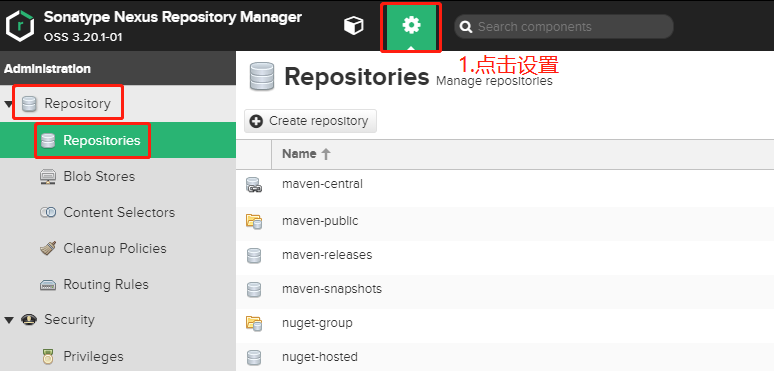 Sonatype Nexus Repository Manager
OSS 3.20.1-01
Search components
Administration
Repository
Repositories
Blob Stores
Content Selectors
Cleanup Policies
Routing Rules
Security
Privileges
1.点击设置
Repositories Manage repositories
Create repository
Name
maven-central
maven-public
maven-releases
maven-snapshots
nuget-group
nuget-hosted